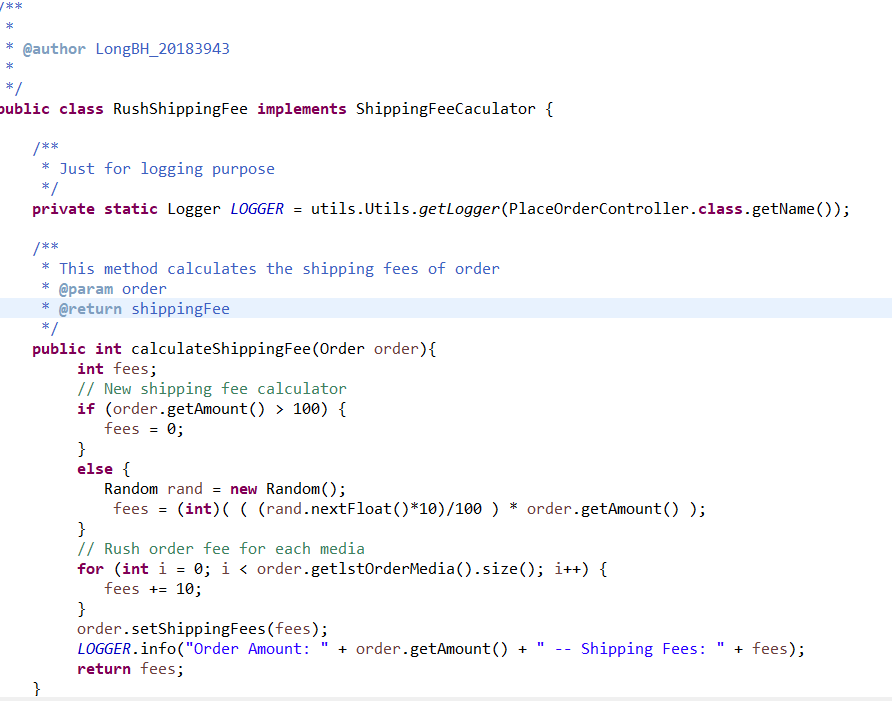 /**
 *
 * @author LongBH_20183943
 *
 */
public class RushShippingFee implements ShippingFeeCaculator {
    /**
     * Just for logging purpose
     */
    private static Logger LOGGER = utils.Utils.getLogger(PlaceOrderController.class.getName());
    /**
     * This method calculates the shipping fees of order
     * @param order
     * @return shippingFee
     */
    public int calculateShippingFee(Order order){
         int fees;
         // New shipping fee calculator
         if (order.getAmount() > 100) {
            fees = 0;
         }
         else {
            Random rand = new Random();
             fees = (int)( ( (rand.nextFloat()*10)/100 ) * order.getAmount() );
         }
         // Rush order fee for each media
         for (int i = 0; i < order.getlstOrderMedia().size(); i++) {
            fees += 10;
         }
         order.setShippingFees(fees);
         LOGGER.info("Order Amount: " + order.getAmount() + " -- Shipping Fees: " + fees);
         return fees;
    }